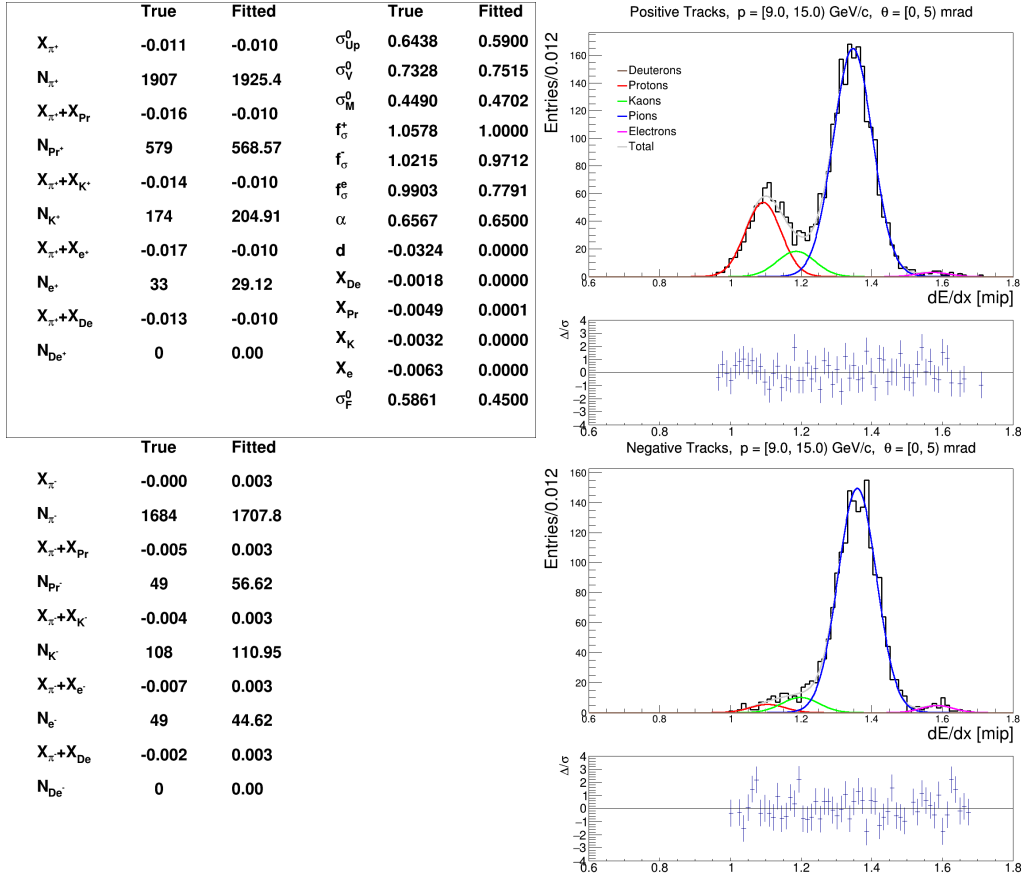 True Fitted
X_π⁺ -0.011 -0.010
N_π⁺ 1907 1925.4
X_π⁺+X_Pr -0.016 -0.010
N_Pr⁺ 579 568.57
X_π⁺+X_K⁺ -0.014 -0.010
N_K⁺ 174 204.91
X_π⁺+X_e⁺ -0.017 -0.010
N_e⁺ 33 29.12
X_π⁺+X_De -0.013 -0.010
N_De⁺ 0 0.00
True Fitted
σ⁰_Up 0.6438 0.5900
σ⁰_V 0.7328 0.7515
σ⁰_M 0.4490 0.4702
f⁺_σ 1.0578 1.0000
f⁻_σ 1.0215 0.9712
f^e_σ 0.9903 0.7791
α 0.6567 0.6500
d -0.0324 0.0000
X_De -0.0018 0.0000
X_Pr -0.0049 0.0001
X_K -0.0032 0.0000
X_e -0.0063 0.0000
σ⁰_F 0.5861 0.4500
Positive Tracks, p = [9.0, 15.0) GeV/c, θ = [0, 5) mrad
Entries/0.012
160
140
120
100
80
60
40
20
0
Deuterons
Protons
Kaons
Pions
Electrons
Total
0.6 0.8 1 1.2 1.4 1.6 1.8
dE/dx [mip]
Δ/σ
4
3
2
1
0
−1
−2
−3
−4
0.6 0.8 1 1.2 1.4 1.6 1.8
True Fitted
X_π⁻ -0.000 0.003
N_π⁻ 1684 1707.8
X_π⁻+X_Pr -0.005 0.003
N_Pr⁻ 49 56.62
X_π⁻+X_K⁻ -0.004 0.003
N_K⁻ 108 110.95
X_π⁻+X_e⁻ -0.007 0.003
N_e⁻ 49 44.62
X_π⁻+X_De -0.002 0.003
N_De⁻ 0 0.00
Negative Tracks, p = [9.0, 15.0) GeV/c, θ = [0, 5) mrad
Entries/0.012
160
140
120
100
80
60
40
20
0
0.6 0.8 1 1.2 1.4 1.6 1.8
dE/dx [mip]
Δ/σ
4
3
2
1
0
−1
−2
−3
−4
0.6 0.8 1 1.2 1.4 1.6 1.8